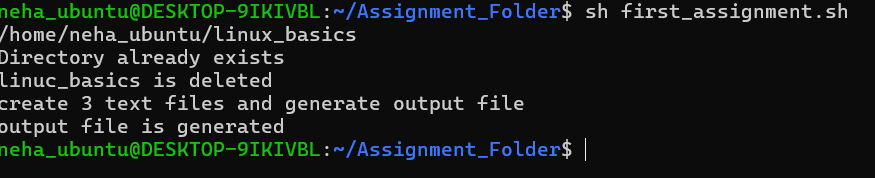 neha_ubuntu@DESKTOP-9IKIVBL:~/Assignment_Folder$ sh first_assignment.sh
/home/neha_ubuntu/linux_basics
Directory already exists
linuc_basics is deleted
create 3 text files and generate output file
output file is generated
neha_ubuntu@DESKTOP-9IKIVBL:~/Assignment_Folder$